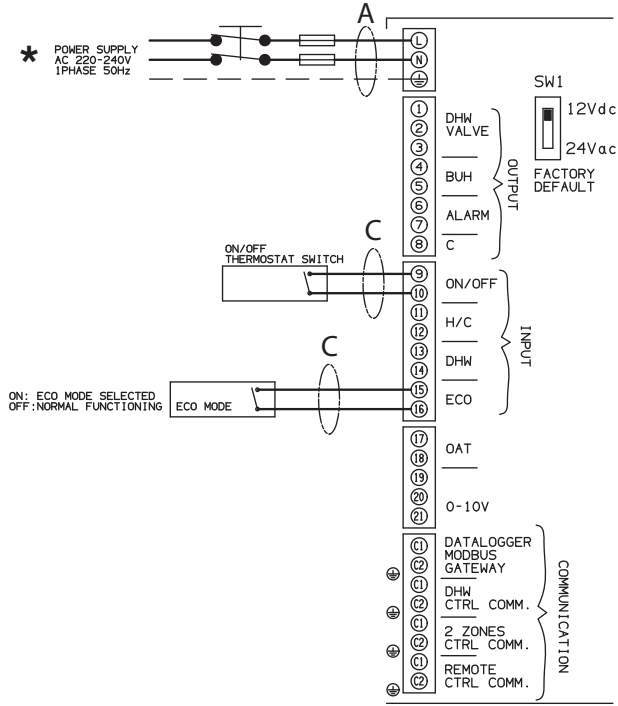 A
*
POWER SUPPLY
AC 220-240V
1PHASE 50Hz
L
N
SW1
12Vdc
24Vac
FACTORY
DEFAULT
1
2
3
DHW
VALVE
4
5
BUH
6
7
ALARM
8
C
OUTPUT
ON/OFF
THERMOSTAT SWITCH
C
9
10
ON/OFF
11
12
H/C
13
14
DHW
15
16
ECO
INPUT
C
ON: ECO MODE SELECTED
OFF:NORMAL FUNCTIONING
ECO MODE
17
18
OAT
19
20
21
0-10V
C1
C2
DATALOGGER
MODBUS
GATEWAY
C1
C2
DHW
CTRL COMM.
C1
C2
2 ZONES
CTRL COMM.
C1
C2
REMOTE
CTRL COMM.
COMMUNICATION